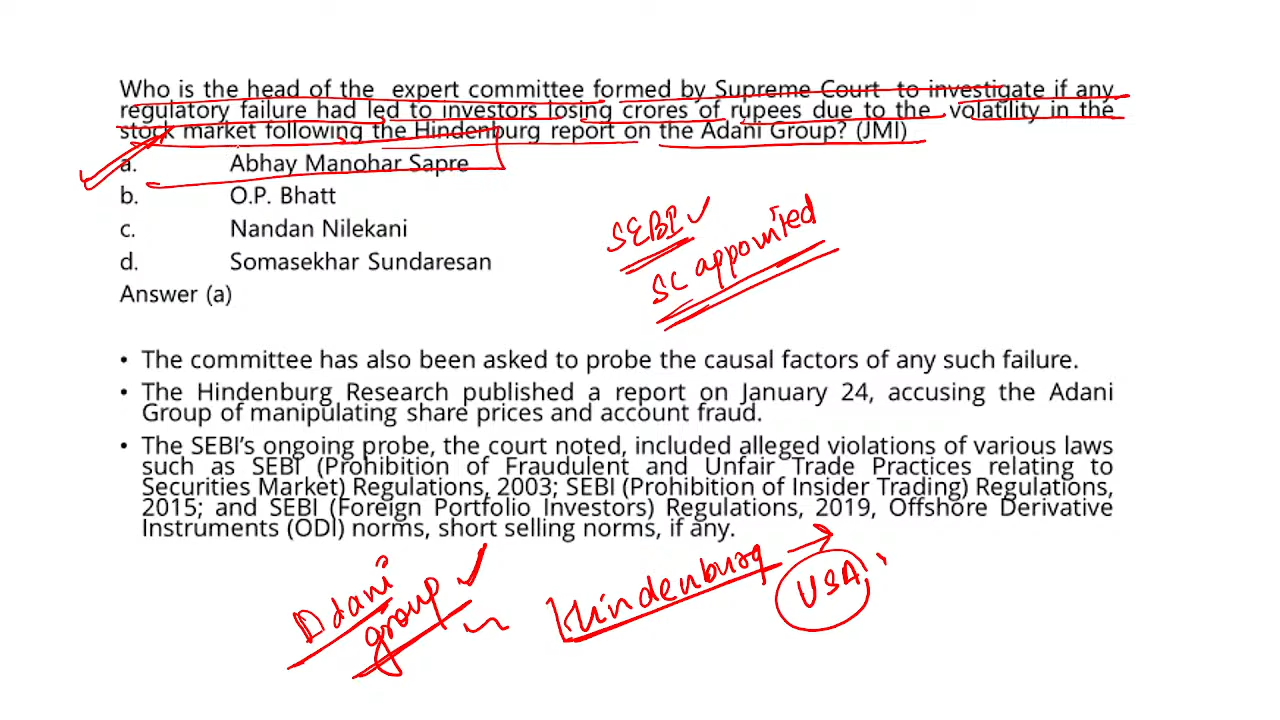 Who is the head of the expert committee formed by Supreme Court to investigate if any
regulatory failure had led to investors losing crores of rupees due to the volatility in the
stock market following the Hindenburg report on the Adani Group? (JMI)
a. Abhay Manohar Sapre
b. O.P. Bhatt
c. Nandan Nilekani
d. Somasekhar Sundaresan
Answer (a)
SEBI
SC appointed
• The committee has also been asked to probe the causal factors of any such failure.
• The Hindenburg Research published a report on January 24, accusing the Adani
Group of manipulating share prices and account fraud.
• The SEBI’s ongoing probe, the court noted, included alleged violations of various laws
such as SEBI (Prohibition of Fraudulent and Unfair Trade Practices relating to
Securities Market) Regulations, 2003; SEBI (Prohibition of Insider Trading) Regulations,
2015; and SEBI (Foreign Portfolio Investors) Regulations, 2019, Offshore Derivative
Instruments (ODI) norms, short selling norms, if any.
Adani
group
Hindenburg → USA